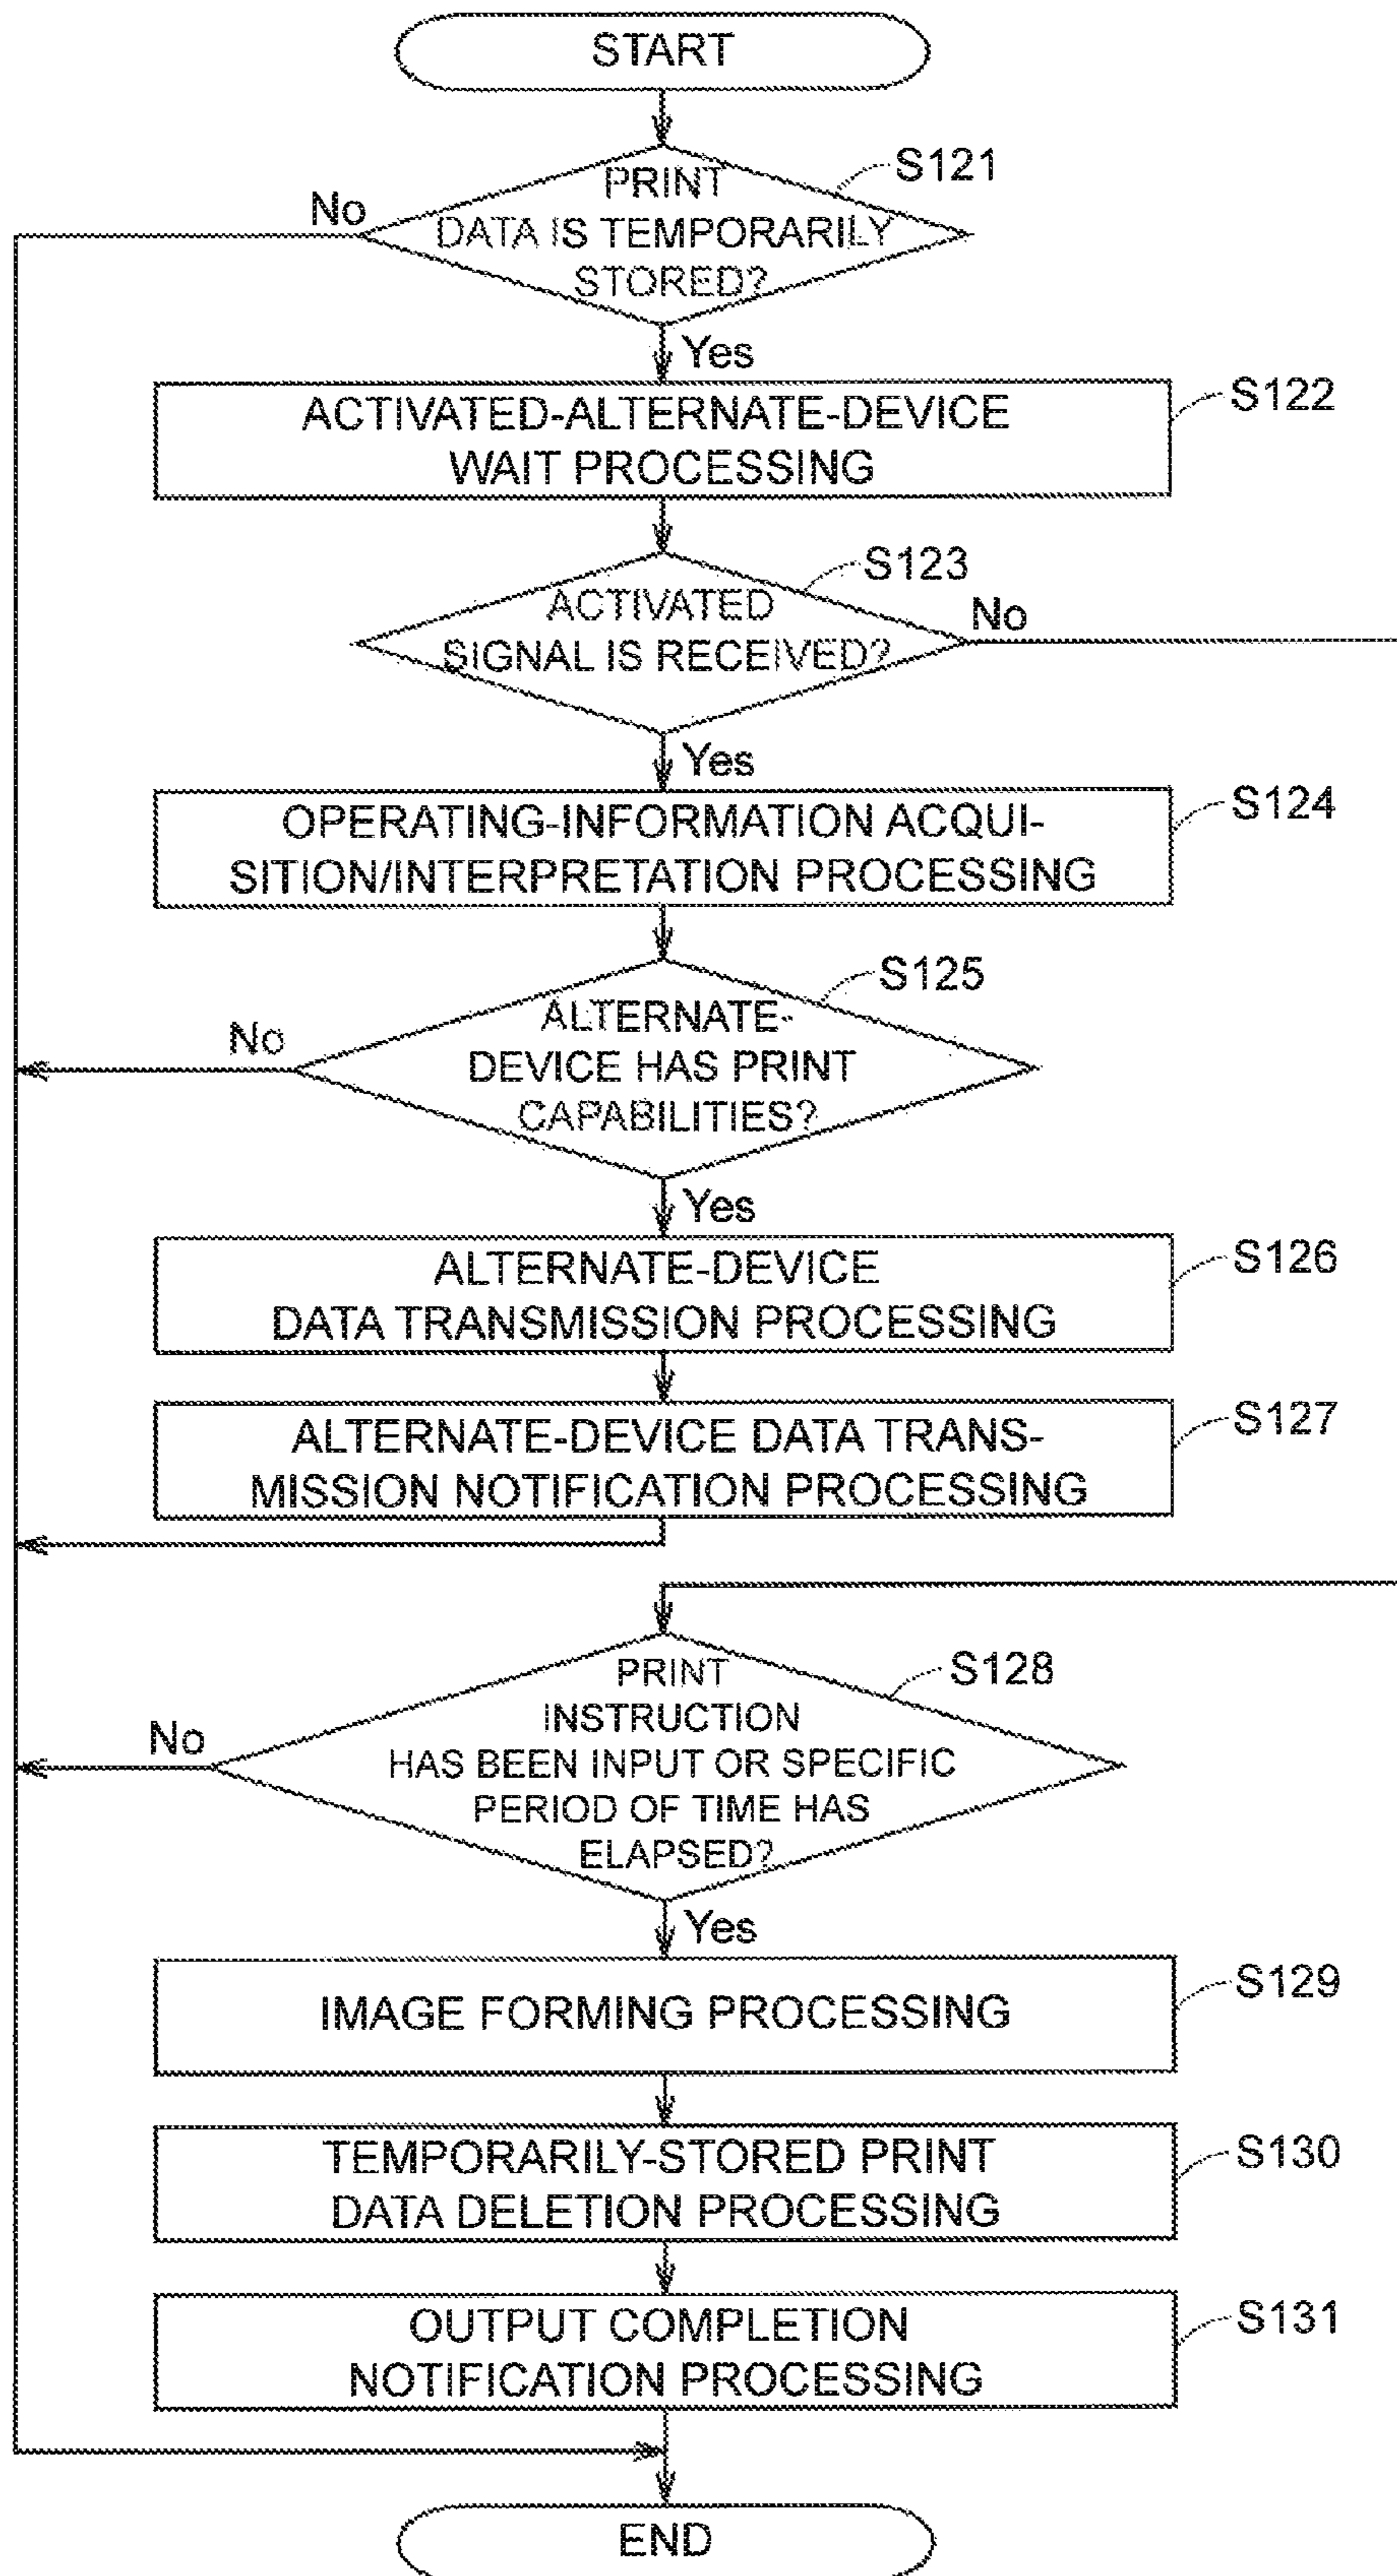 START
S121
PRINT
No
DATA IS TEMPORARILY
STORED?
Yes
S122
ACTIVATED-ALTERNATE-DEVICE
WAIT PROCESSING
S123
ACTIVATED
No
SIGNAL IS RECEIVED?
Yes
S124
OPERATING-INFORMATION ACQUI-
SITION/INTERPRETATION PROCESSING
S125
ALTERNATE-
No
DEVICE HAS PRINT
CAPABILITIES?
Yes
S126
ALTERNATE-DEVICE
DATA TRANSMISSION PROCESSING
S127
ALTERNATE-DEVICE DATA TRANS-
MISSION NOTIFICATION PROCESSING
S128
PRINT
INSTRUCTION
No
HAS BEEN INPUT OR SPECIFIC
PERIOD OF TIME HAS
ELAPSED?
Yes
S129
IMAGE FORMING PROCESSING
S130
TEMPORARILY-STORED PRINT
DATA DELETION PROCESSING
S131
OUTPUT COMPLETION
NOTIFICATION PROCESSING
END